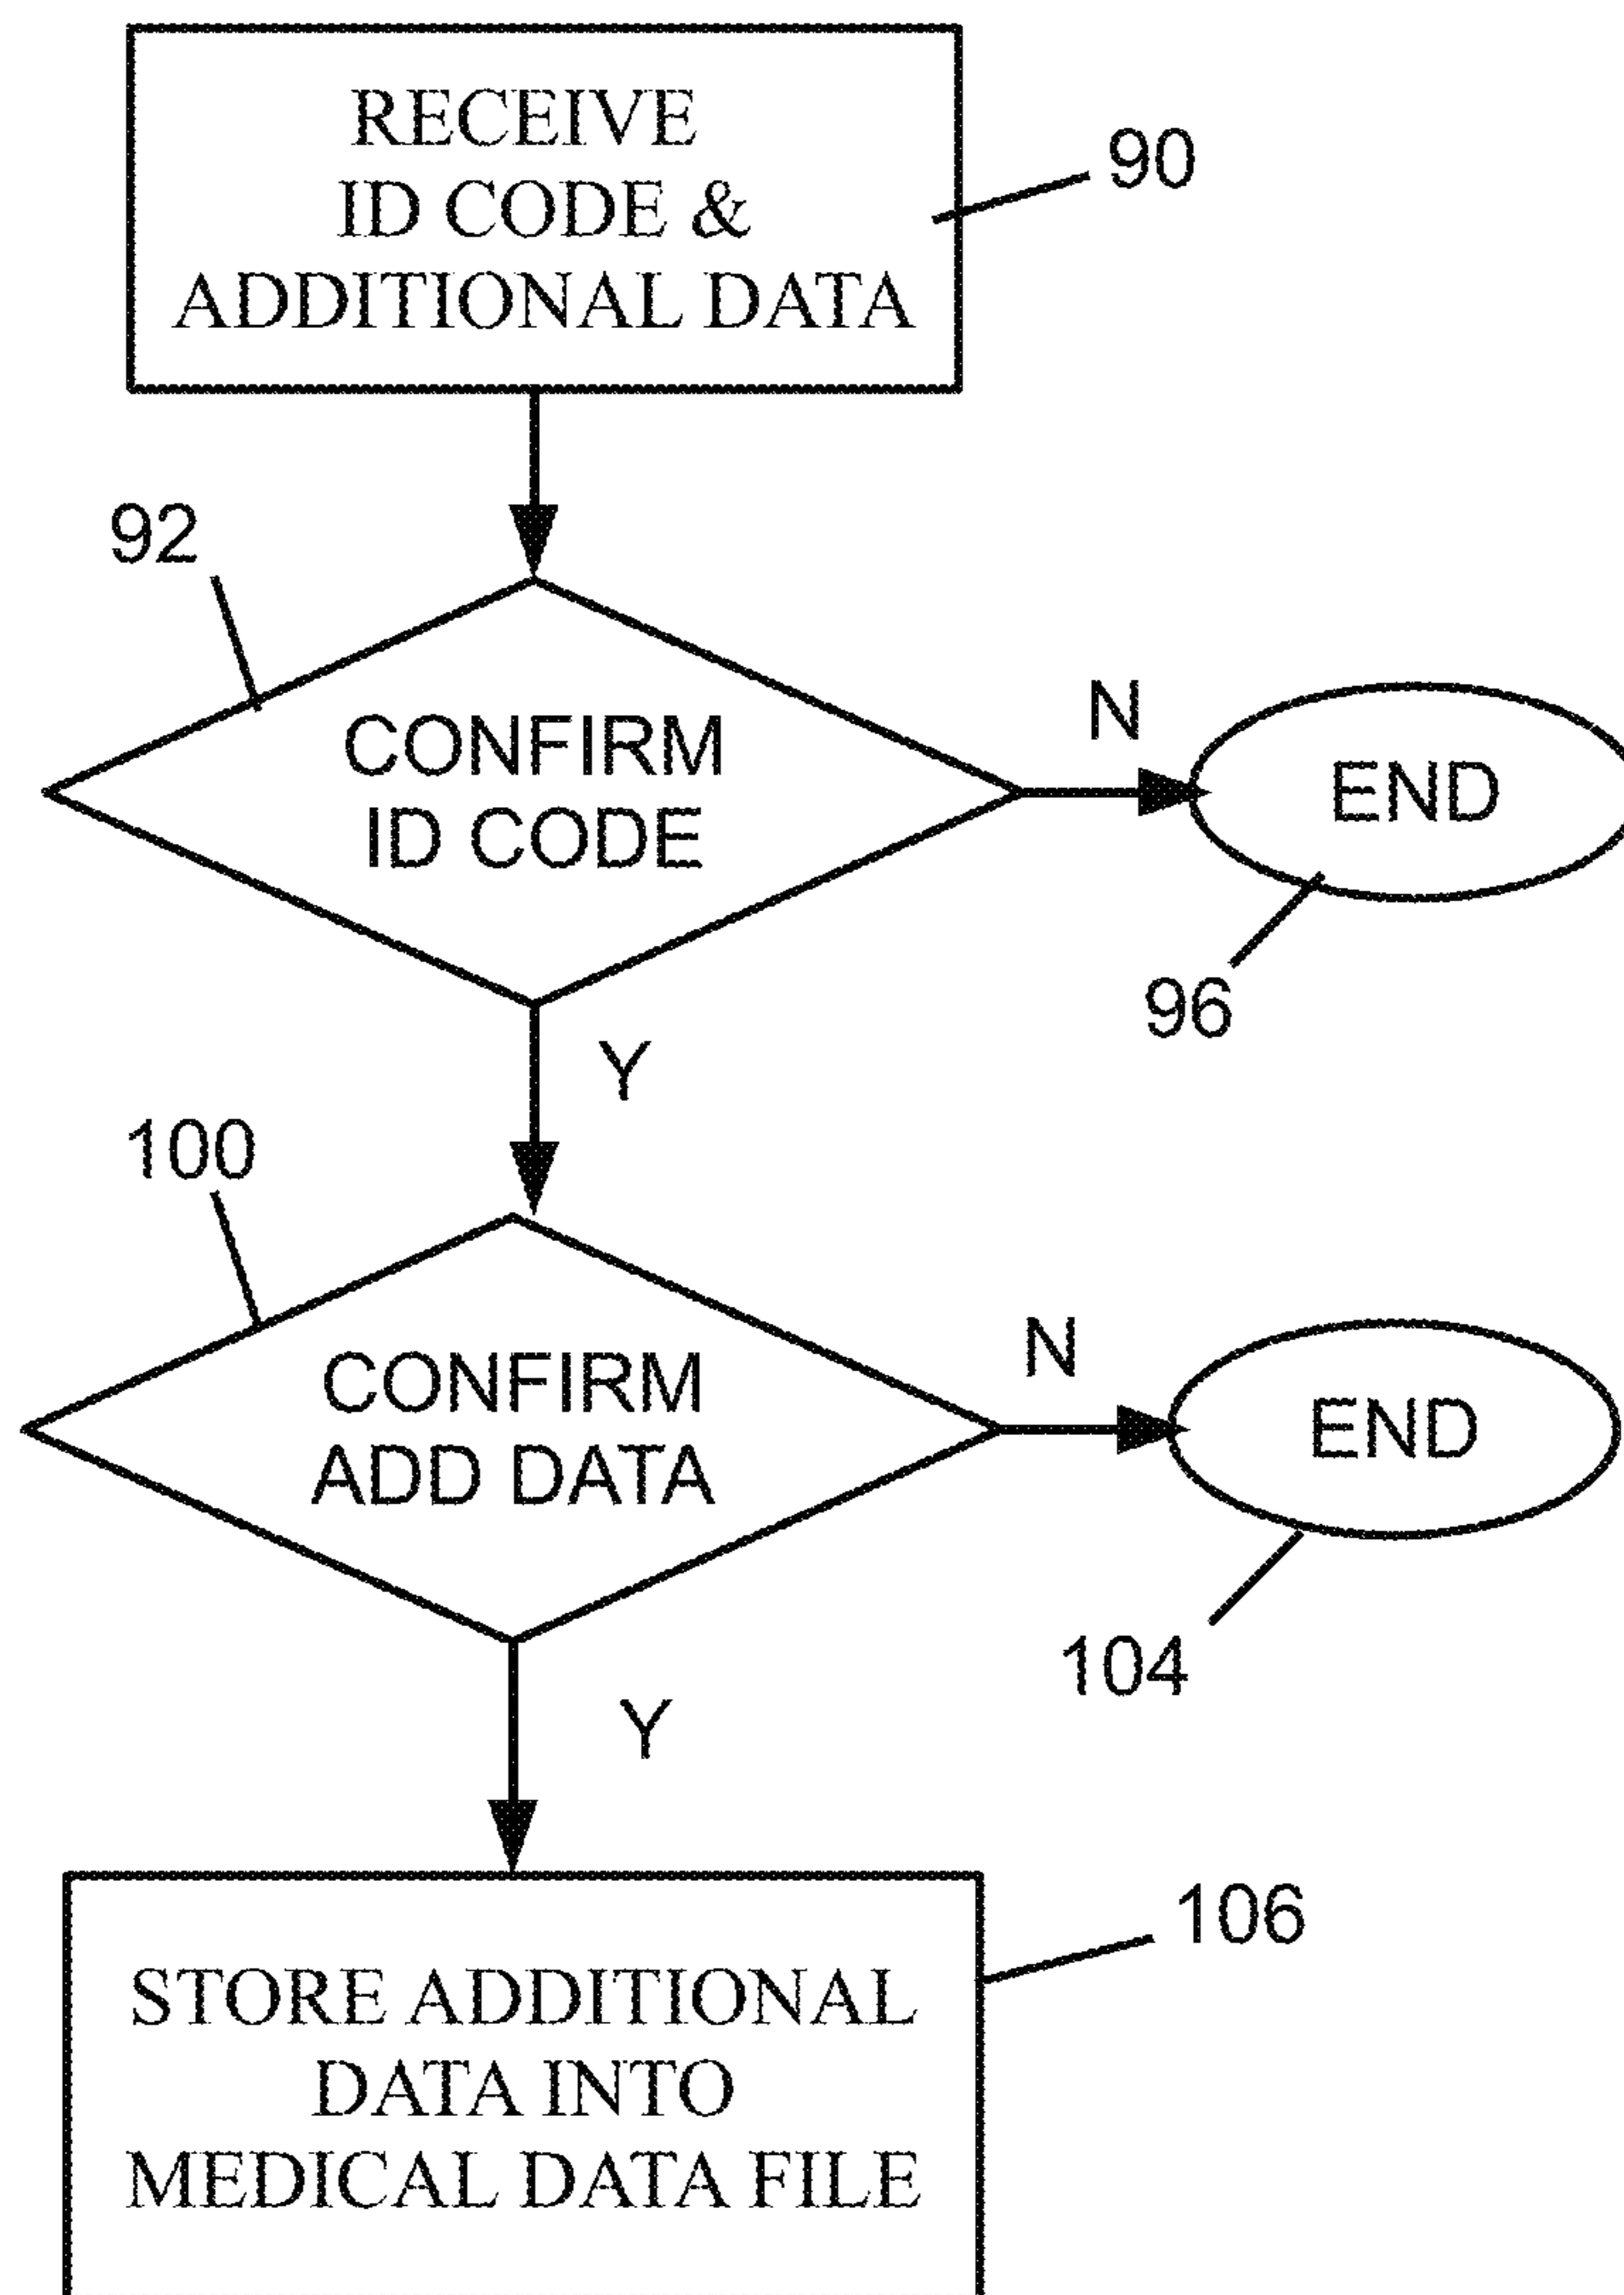 RECEIVE
ID CODE &
ADDITIONAL DATA
90
92
CONFIRM
ID CODE
N
END
96
Y
100
CONFIRM
ADD DATA
N
END
104
Y
106
STORE ADDITIONAL
DATA INTO
MEDICAL DATA FILE